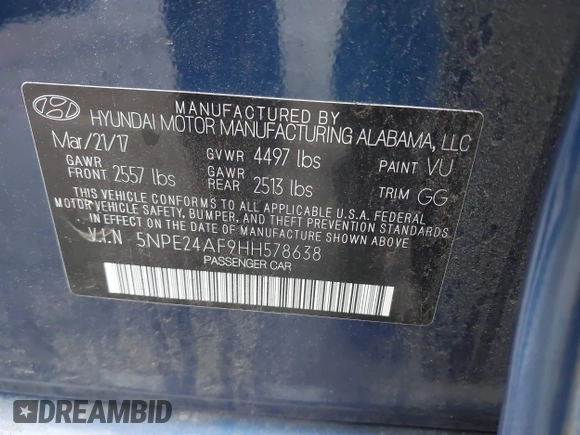 MANUFACTURED BY
HYUNDAI MOTOR MANUFACTURING ALABAMA, LLC
Mar/21/17 GVWR 4497 lbs PAINT VU
GAWR FRONT 2557 lbs GAWR REAR 2513 lbs TRIM GG
THIS VEHICLE CONFORMS TO ALL APPLICABLE U.S.A. FEDERAL
MOTOR VEHICLE SAFETY, BUMPER, AND THEFT PREVENTION STANDARDS
IN EFFECT ON THE DATE OF MANUFACTURE SHOWN ABOVE.
V.I.N 5NPE24AF9HH578638
PASSENGER CAR
DREAMBID